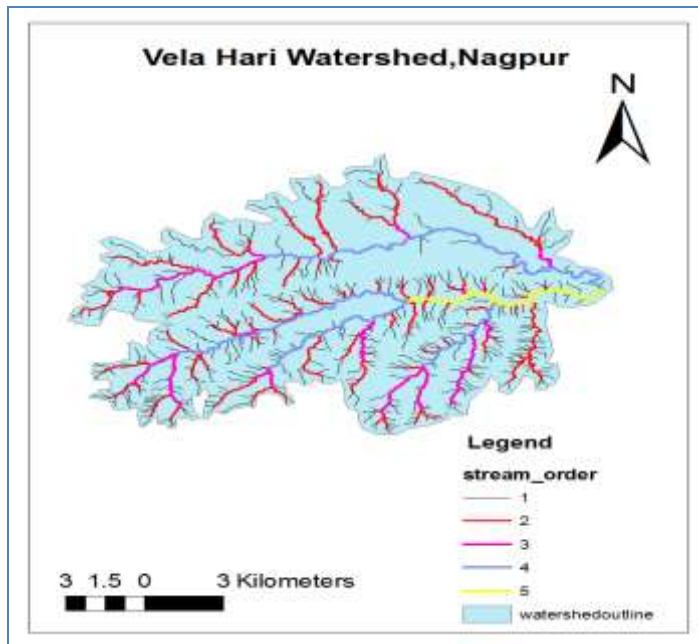 Vela Hari Watershed,Nagpur
N
Legend
stream_order
1
2
3
4
5
watershedoutline
3 1.5 0 3 Kilometers